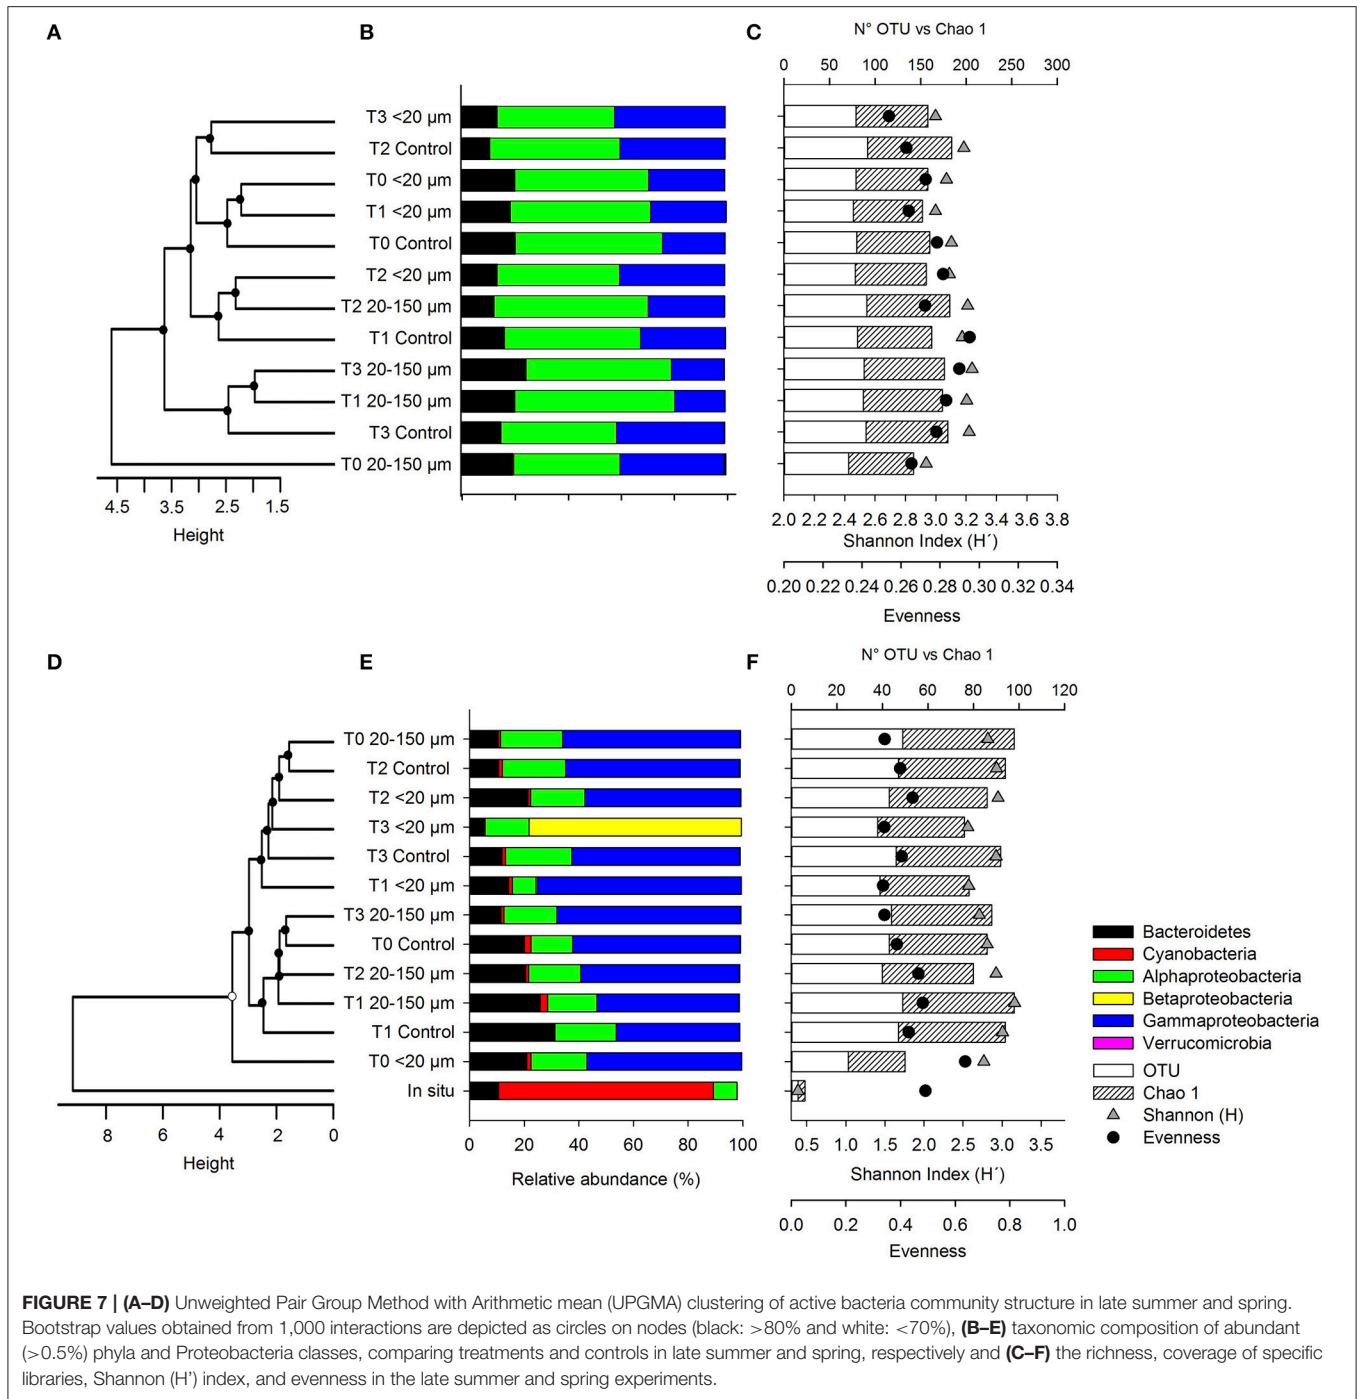 A
B
C
N° OTU vs Chao 1
0 50 100 150 200 250 300
T3 <20 µm
T2 Control
T0 <20 µm
T1 <20 µm
T0 Control
T2 <20 µm
T2 20-150 µm
T1 Control
T3 20-150 µm
T1 20-150 µm
T3 Control
T0 20-150 µm
4.5 3.5 2.5 1.5
Height
2.0 2.2 2.4 2.6 2.8 3.0 3.2 3.4 3.6 3.8
Shannon Index (H´)
0.20 0.22 0.24 0.26 0.28 0.30 0.32 0.34
Evenness
D
E
F
N° OTU vs Chao 1
0 20 40 60 80 100 120
T0 20-150 µm
T2 Control
T2 <20 µm
T3 <20 µm
T3 Control
T1 <20 µm
T3 20-150 µm
T0 Control
T2 20-150 µm
T1 20-150 µm
T1 Control
T0 <20 µm
In situ
8 6 4 2 0
Height
0 20 40 60 80 100
Relative abundance (%)
0.5 1.0 1.5 2.0 2.5 3.0 3.5
Shannon Index (H´)
0.0 0.2 0.4 0.6 0.8 1.0
Evenness
Bacteroidetes
Cyanobacteria
Alphaproteobacteria
Betaproteobacteria
Gammaproteobacteria
Verrucomicrobia
OTU
Chao 1
Shannon (H)
Evenness
FIGURE 7 | (A–D) Unweighted Pair Group Method with Arithmetic mean (UPGMA) clustering of active bacteria community structure in late summer and spring.
Bootstrap values obtained from 1,000 interactions are depicted as circles on nodes (black: >80% and white: <70%), (B–E) taxonomic composition of abundant
(>0.5%) phyla and Proteobacteria classes, comparing treatments and controls in late summer and spring, respectively and (C–F) the richness, coverage of specific
libraries, Shannon (H') index, and evenness in the late summer and spring experiments.